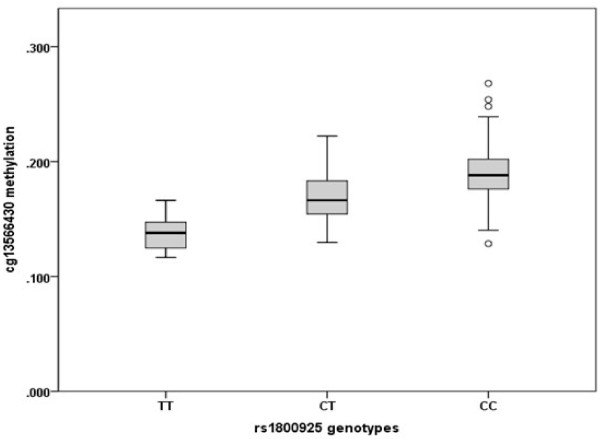 .300
.200
.100
.000
cg13566430 methylation
TT CT CC
rs1800925 genotypes